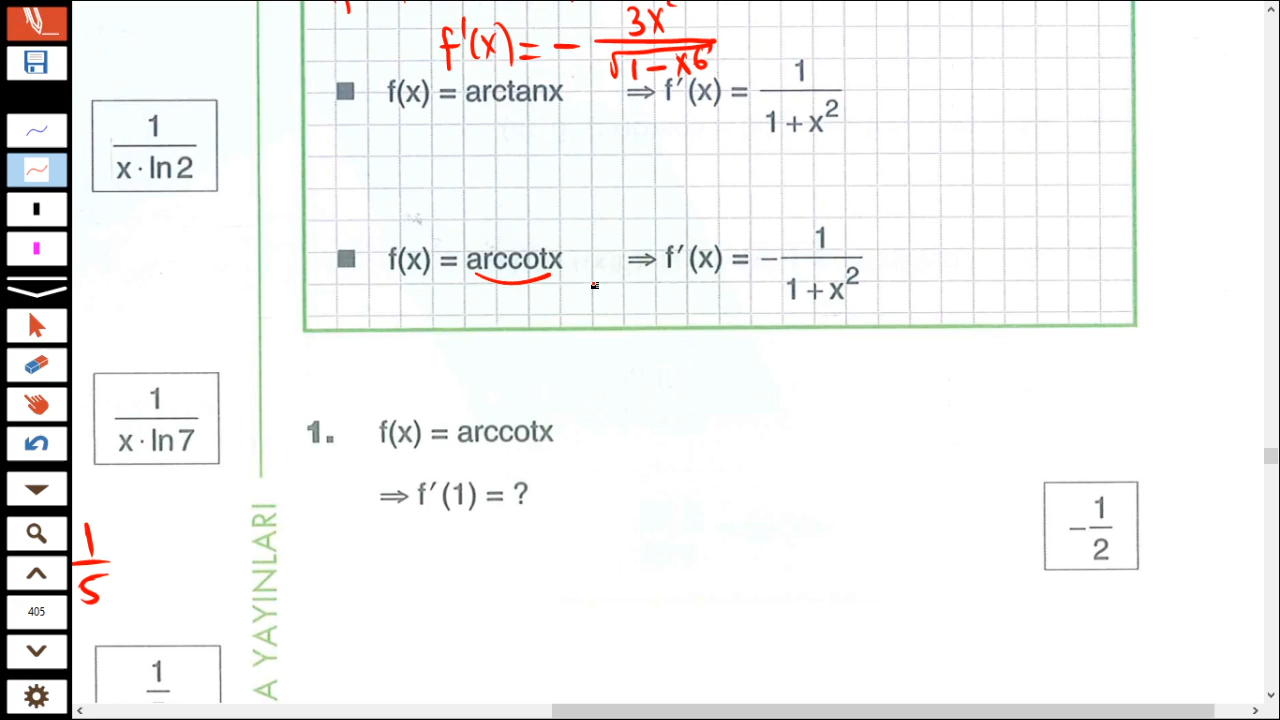 f'(x) = - 3x² / √1 - x⁶
■ f(x) = arctanx ⇒ f'(x) = 1 / 1 + x²
1 / x · ln2
■ f(x) = arccotx ⇒ f'(x) = - 1 / 1 + x²
1 / x · ln7
1. f(x) = arccotx
⇒ f'(1) = ?
- 1 / 2
1 / 5
405
A YAYINLARI
1